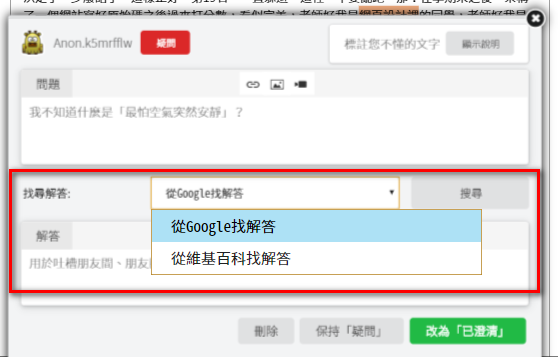 Anon.k5mrfflw
疑問
標註您不懂的文字
顯示說明
問題
我不知道什麼是「最怕空氣突然安靜」？
找尋解答:
從Google找解答
搜尋
從Google找解答
從維基百科找解答
解答
用於吐槽朋友間、朋友
刪除
保持「疑問」
改為「已澄清」